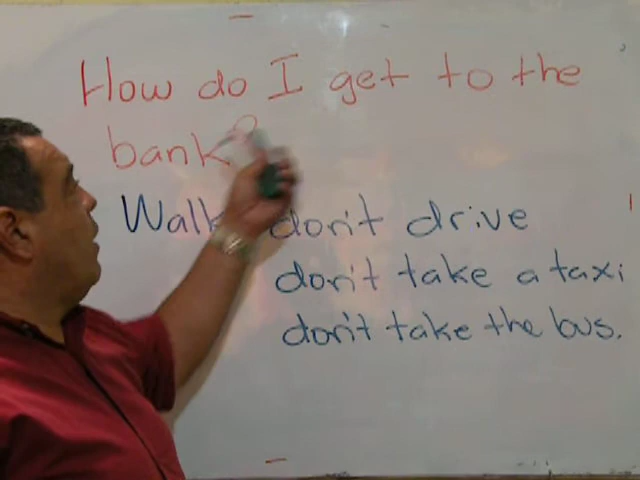 How do I get to the
bank?
Walk don't drive
don't take a taxi
don't take the bus.